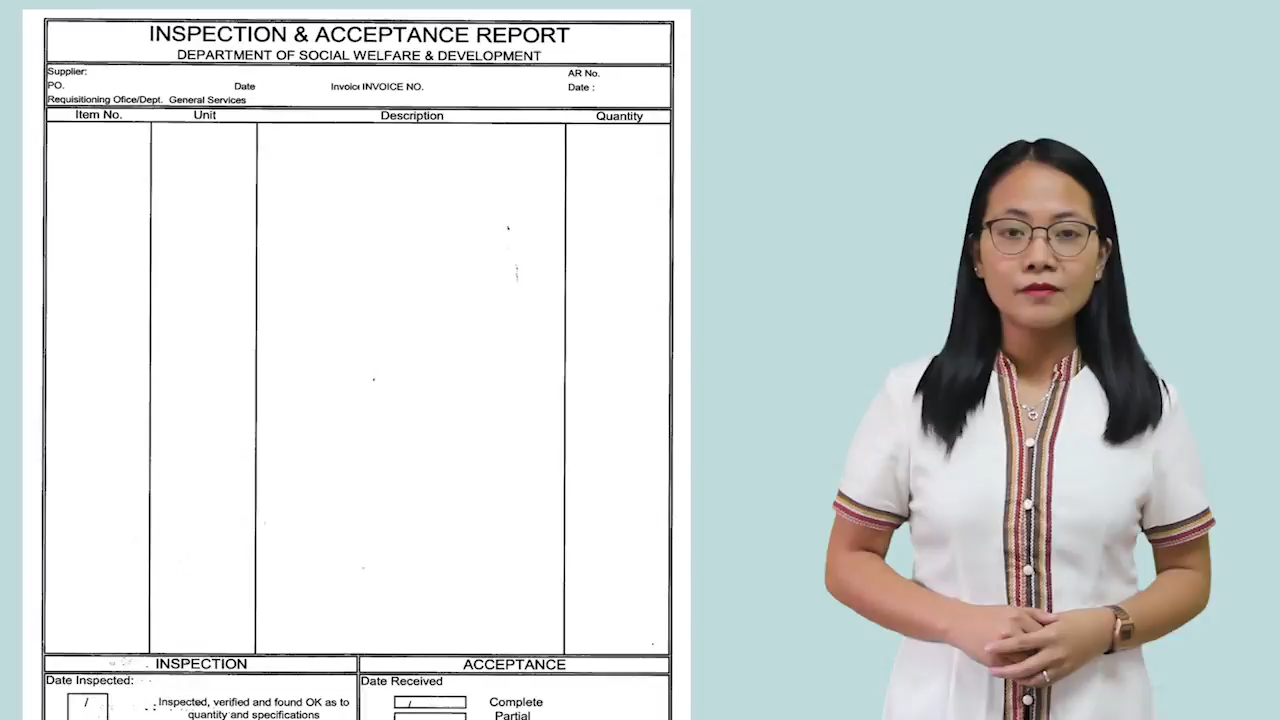 INSPECTION & ACCEPTANCE REPORT
DEPARTMENT OF SOCIAL WELFARE & DEVELOPMENT
Supplier: AR No.
PO. Date Invoice INVOICE NO. Date :
Requisitioning Ofice/Dept. General Services
Item No. Unit Description Quantity
INSPECTION ACCEPTANCE
Date Inspected: Date Received
/ Inspected, verified and found OK as to / Complete
quantity and specifications Partial